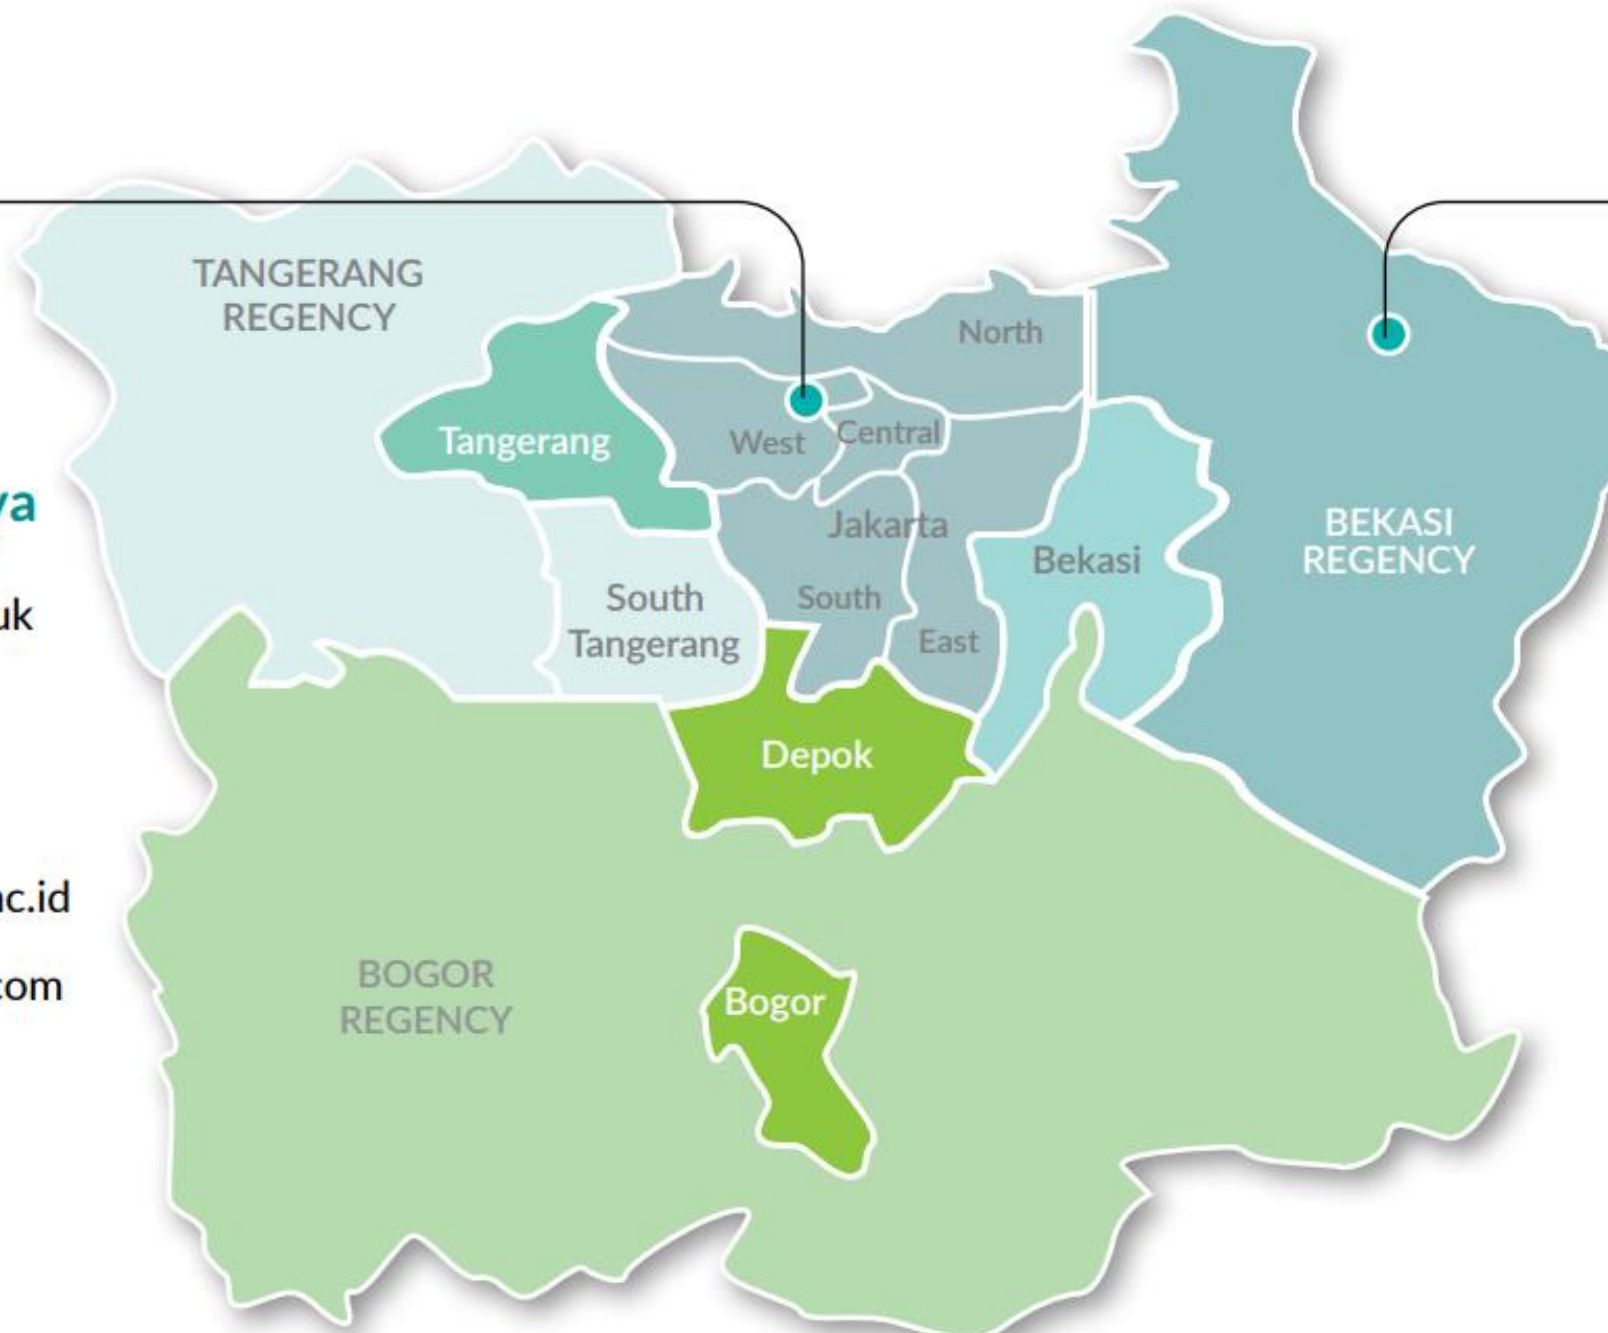 TANGERANG
REGENCY
North
Tangerang
West
Central
ya
Jakarta
BEKASI
REGENCY
Bekasi
South
Tangerang
South
uk
East
Depok
ac.id
com
BOGOR
REGENCY
Bogor